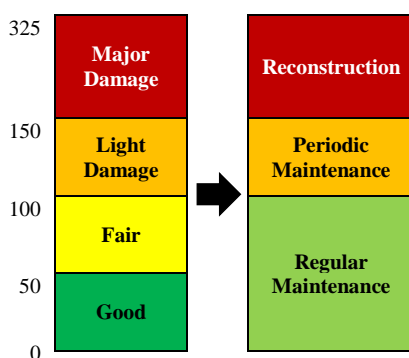 325
150
100
50
0
Major
Damage
Light
Damage
Fair
Good
Reconstruction
Periodic
Maintenance
Regular
Maintenance